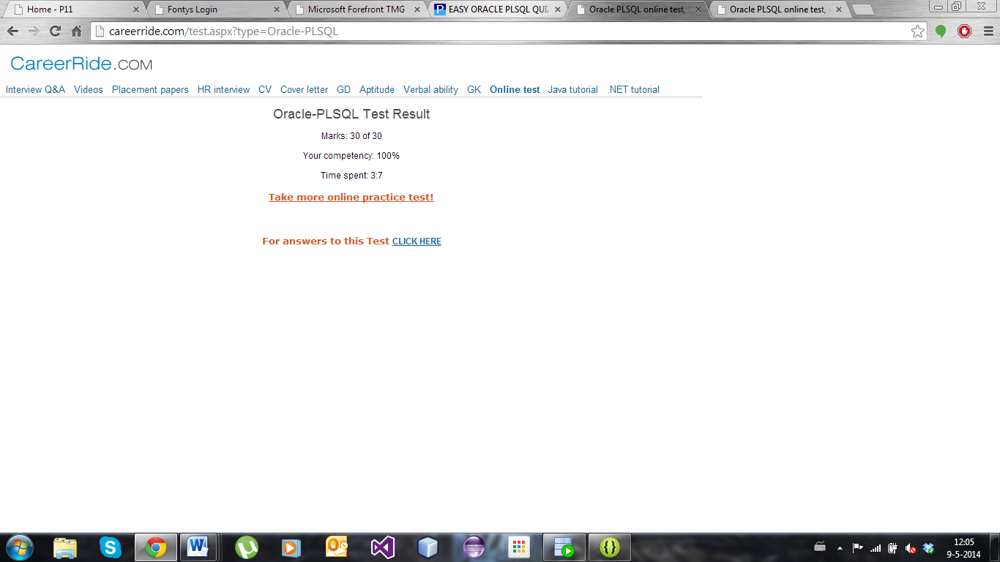 Home - P11
Fontys Login
Microsoft Forefront TMG
EASY ORACLE PLSQL QUI
Oracle PLSQL online test,
Oracle PLSQL online test,
careerride.com/test.aspx?type=Oracle-PLSQL
CareerRide.COM
Interview Q&A Videos Placement papers HR interview CV Cover letter GD Aptitude Verbal ability GK Online test Java tutorial .NET tutorial
Oracle-PLSQL Test Result
Marks: 30 of 30
Your competency: 100%
Time spent: 3:7
Take more online practice test!
For answers to this Test CLICK HERE
12:05
9-5-2014